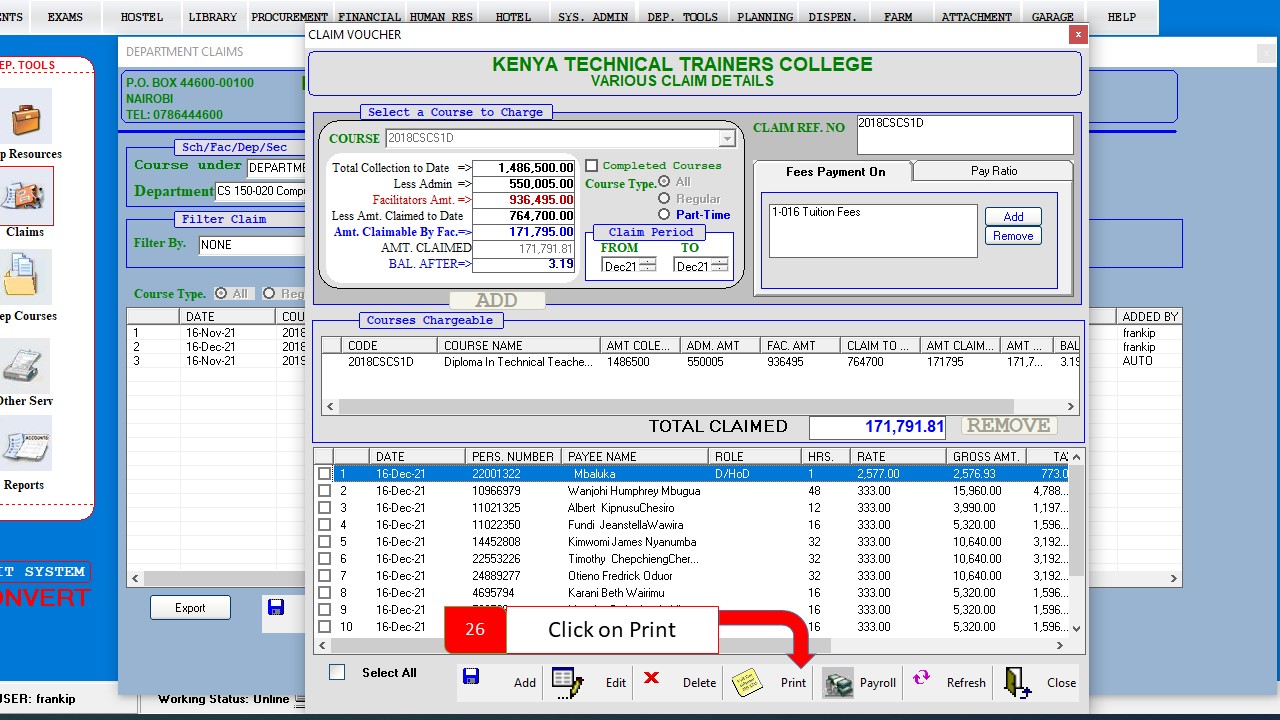 ENTS EXAMS HOSTEL LIBRARY PROCUREMENT FINANCIAL HUMAN RES HOTEL SYS. ADMIN DEP. TOOLS PLANNING DISPEN. FARM ATTACHMENT GARAGE HELP
DEPARTMENT CLAIMS
CLAIM VOUCHER
EP. TOOLS
P.O. BOX 44600-00100
NAIROBI
TEL: 0786444600
KENYA TECHNICAL TRAINERS COLLEGE
VARIOUS CLAIM DETAILS
p Resources
Claims
ep Courses
Other Serv
Reports
Sch/Fac/Dep/Sec
Course under DEPARTME
Department CS 150-020 Compu
Filter Claim
Filter By. NONE
Course Type. All Reg
Select a Course to Charge
COURSE 2018CSCS1D
CLAIM REF. NO 2018CSCS1D
Total Collection to Date => 1,486,500.00
Less Admin => 550,005.00
Facilitators Amt. => 936,495.00
Less Amt. Claimed to Date 764,700.00
Amt. Claimable By Fac.=> 171,795.00
AMT. CLAIMED 171,791.81
BAL. AFTER=> 3.19
Completed Courses
Course Type. All
Regular
Part-Time
Claim Period
FROM TO
Dec21 Dec21
Fees Payment On Pay Ratio
1-016 Tuition Fees
Add
Remove
ADD
Courses Chargeable
CODE COURSE NAME AMT COLE... ADM. AMT FAC. AMT CLAIM TO ... AMT CLAIM... AMT ... BAL
2018CSCS1D Diploma In Technical Teache... 1486500 550005 936495 764700 171795 171,7... 3.19
TOTAL CLAIMED 171,791.81 REMOVE
DATE COU
1 16-Nov-21 2018
2 16-Dec-21 2018
3 16-Nov-21 2019
ADDED BY
frankip
frankip
AUTO
DATE PERS. NUMBER PAYEE NAME ROLE HRS. RATE GROSS AMT. TA
1 16-Dec-21 22001322 Mbaluka D/HoD 1 2,577.00 2,576.93 773.0
2 16-Dec-21 10966979 Wanjohi Humphrey Mbugua 48 333.00 15,960.00 4,788...
3 16-Dec-21 11021325 Albert KipnusuChesiro 12 333.00 3,990.00 1,197...
4 16-Dec-21 11022350 Fundi JeanstellaWawira 16 333.00 5,320.00 1,596...
5 16-Dec-21 14452808 Kimwomi James Nyanumba 32 333.00 10,640.00 3,192...
6 16-Dec-21 22553226 Timothy ChepchiengCher... 32 333.00 10,640.00 3,192...
7 16-Dec-21 24889277 Otieno Fredrick Oduor 32 333.00 10,640.00 3,192...
8 16-Dec-21 4695794 Karani Beth Wairimu 16 333.00 5,320.00 1,596...
9 16-Dec-21 16 333.00 5,320.00 1,596...
10 16-Dec-21 16 333.00 5,320.00 1,596...
26 Click on Print
IT SYSTEM
NVERT
Export
Select All Add Edit Delete Print Payroll Refresh Close
SER: frankip Working Status: Online